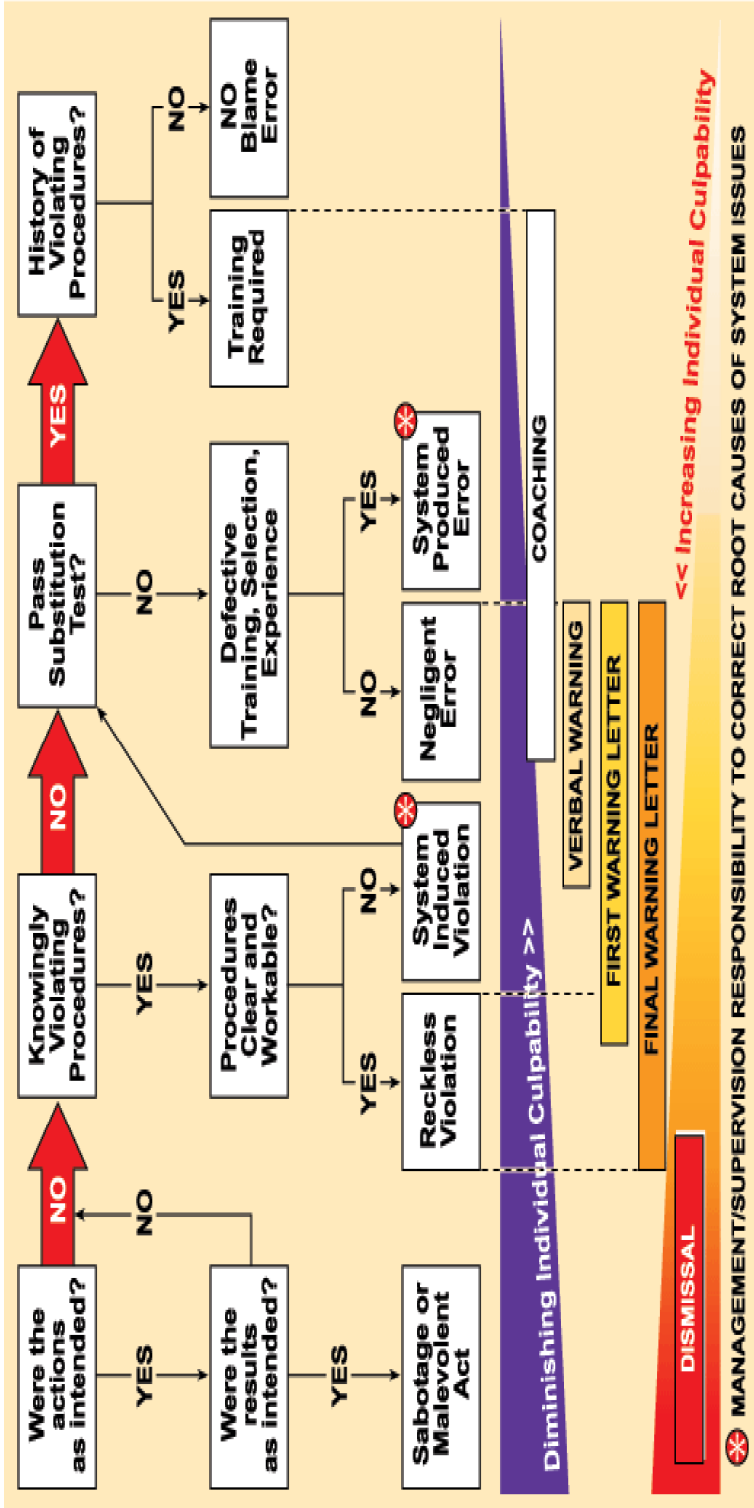 Were the
actions
as intended?
NO
Knowingly
Violating
Procedures?
NO
Pass
Substitution
Test?
YES
History of
Violating
Procedures?
YES
NO
YES
NO
YES
NO
Were the
results
as intended?
Procedures
Clear and
Workable?
Defective
Training, Selection,
Experience
Training
Required
NO
Blame
Error
YES
YES
NO
NO
YES
Sabotage or
Malevolent
Act
Reckless
Violation
System
Induced
Violation
Negligent
Error
System
Produced
Error
Diminishing Individual Culpability >>
COACHING
VERBAL WARNING
FIRST WARNING LETTER
FINAL WARNING LETTER
DISMISSAL
<< Increasing Individual Culpability
* MANAGEMENT/SUPERVISION RESPONSIBILITY TO CORRECT ROOT CAUSES OF SYSTEM ISSUES